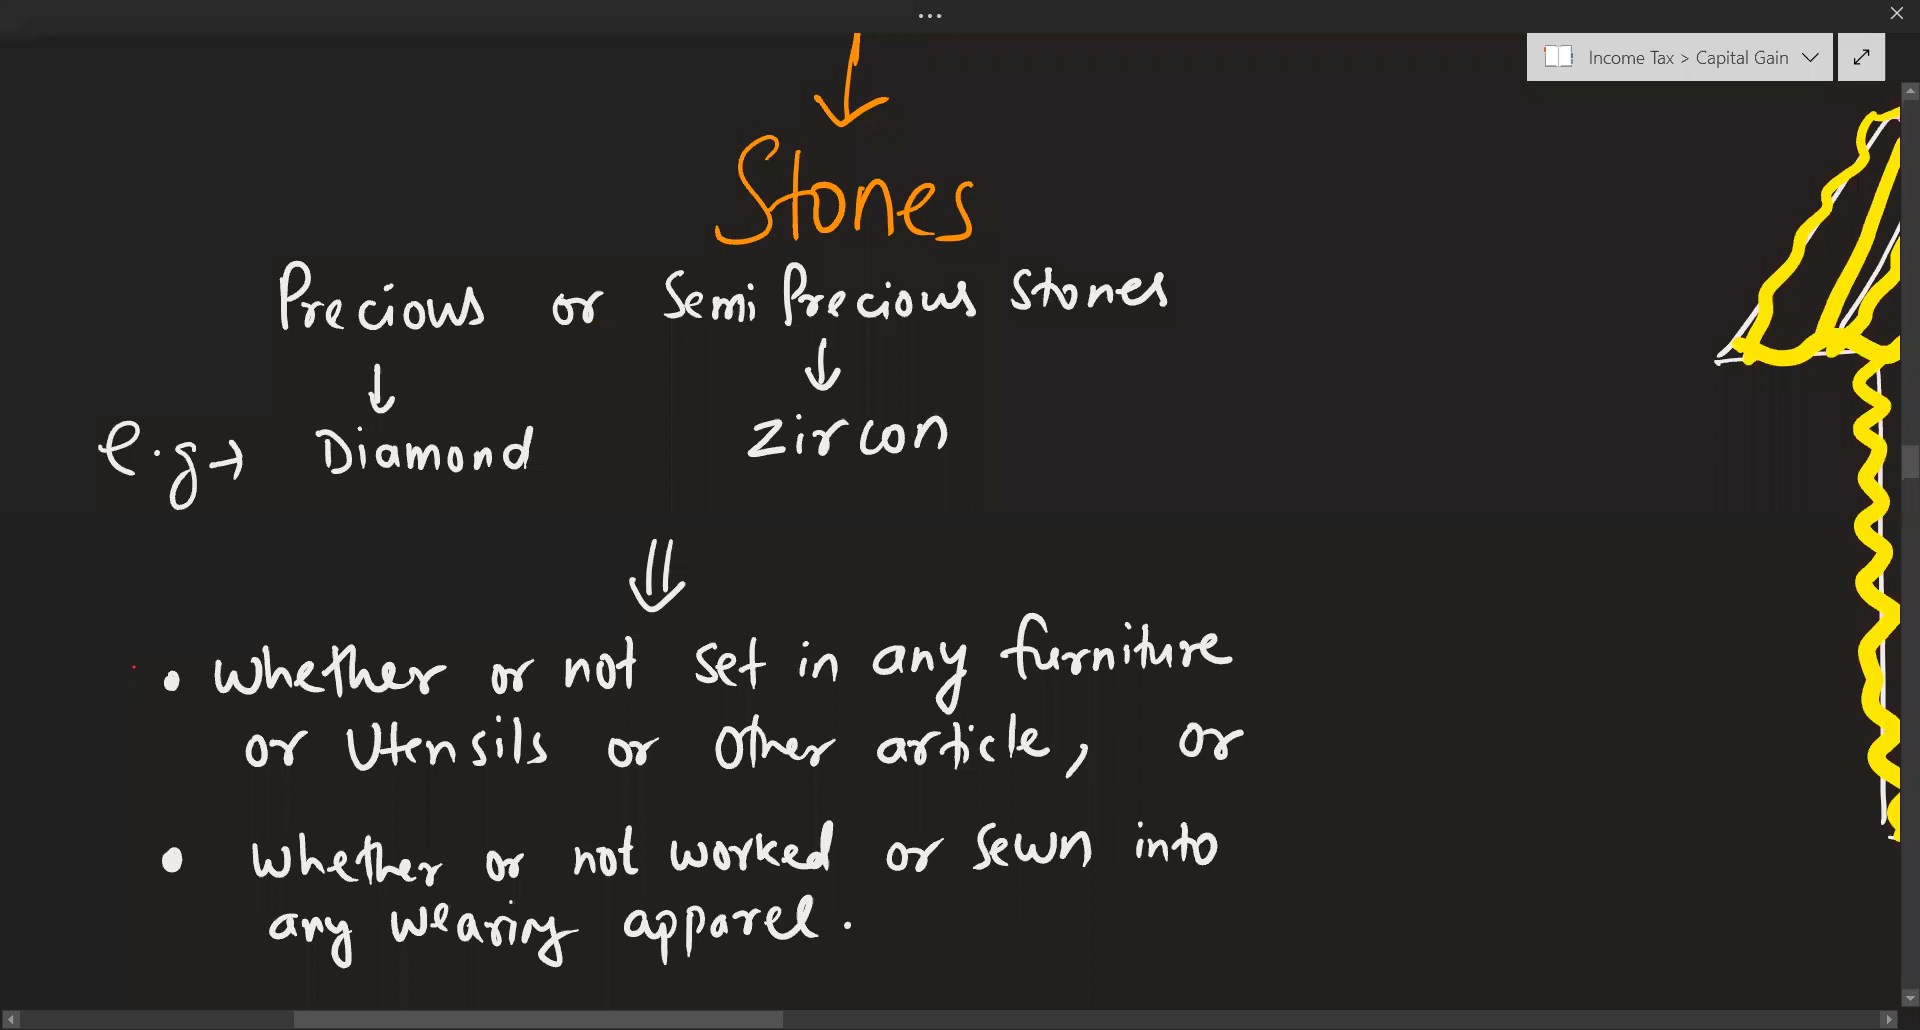 Income Tax > Capital Gain
Stones
Precious or Semi Precious Stones
e.g → Diamond Zircon
• Whether or not set in any furniture
or Utensils or Other article, or
• Whether or not worked or sewn into
any wearing apparel.